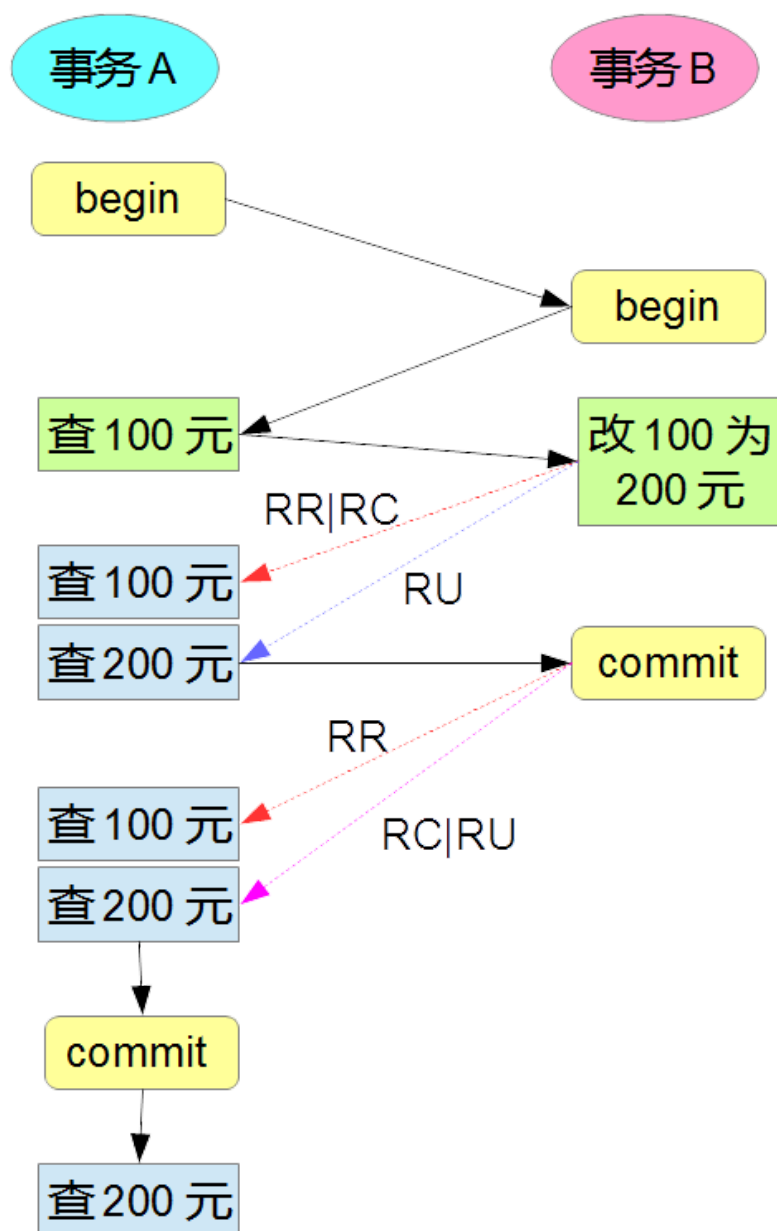 事务A
事务B
begin
begin
查100元
改100为
200元
RR|RC
查100元
RU
查200元
commit
RR
查100元
RC|RU
查200元
commit
查200元